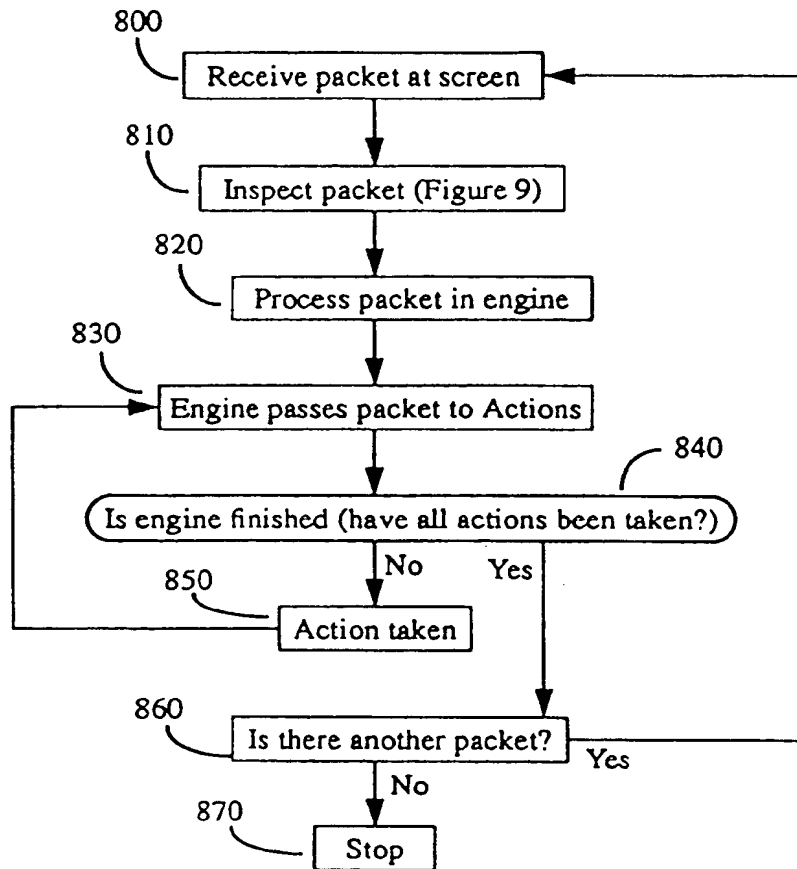 800
Receive packet at screen
810
Inspect packet (Figure 9)
820
Process packet in engine
830
Engine passes packet to Actions
840
Is engine finished (have all actions been taken?)
No
Yes
850
Action taken
860
Is there another packet?
Yes
No
870
Stop